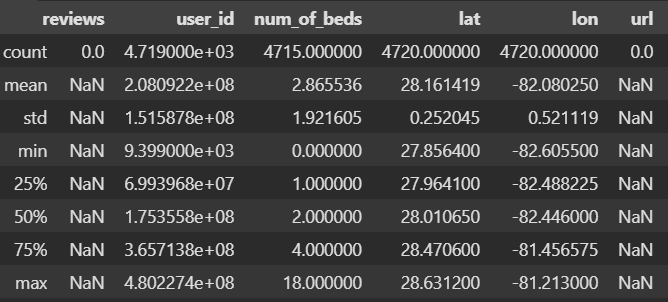 reviews user_id num_of_beds lat lon url
count 0.0 4.719000e+03 4715.000000 4720.000000 4720.000000 0.0
mean NaN 2.080922e+08 2.865536 28.161419 -82.080250 NaN
std NaN 1.515878e+08 1.921605 0.252045 0.521119 NaN
min NaN 9.399000e+03 0.000000 27.856400 -82.605500 NaN
25% NaN 6.993968e+07 1.000000 27.964100 -82.488225 NaN
50% NaN 1.753558e+08 2.000000 28.010650 -82.446000 NaN
75% NaN 3.657138e+08 4.000000 28.470600 -81.456575 NaN
max NaN 4.802274e+08 18.000000 28.631200 -81.213000 NaN